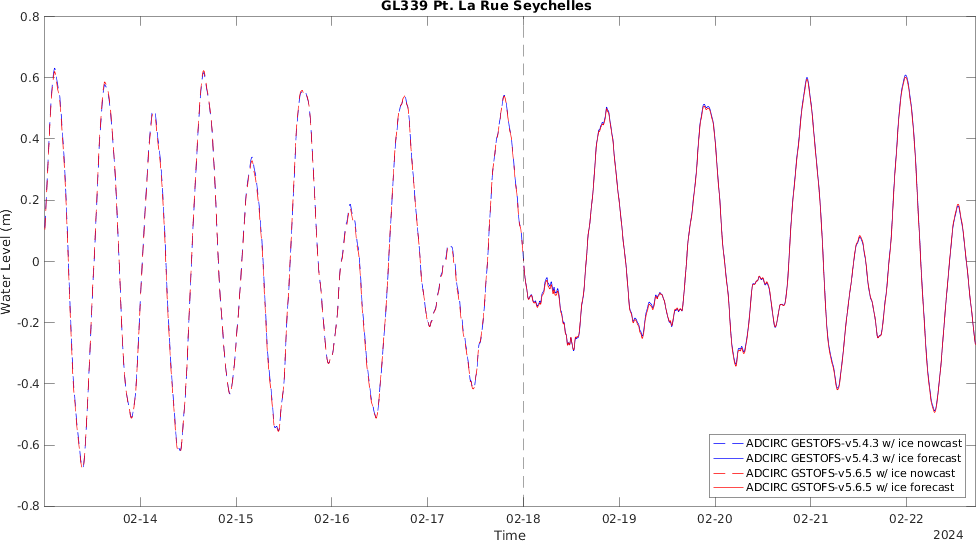 GL339 Pt. La Rue Seychelles
Water Level (m)
0.8
0.6
0.4
0.2
0
-0.2
-0.4
-0.6
-0.8
ADCIRC GESTOFS-v5.4.3 w/ ice nowcast
ADCIRC GESTOFS-v5.4.3 w/ ice forecast
ADCIRC GSTOFS-v5.6.5 w/ ice nowcast
ADCIRC GSTOFS-v5.6.5 w/ ice forecast
02-14 02-15 02-16 02-17 02-18 02-19 02-20 02-21 02-22
Time
2024